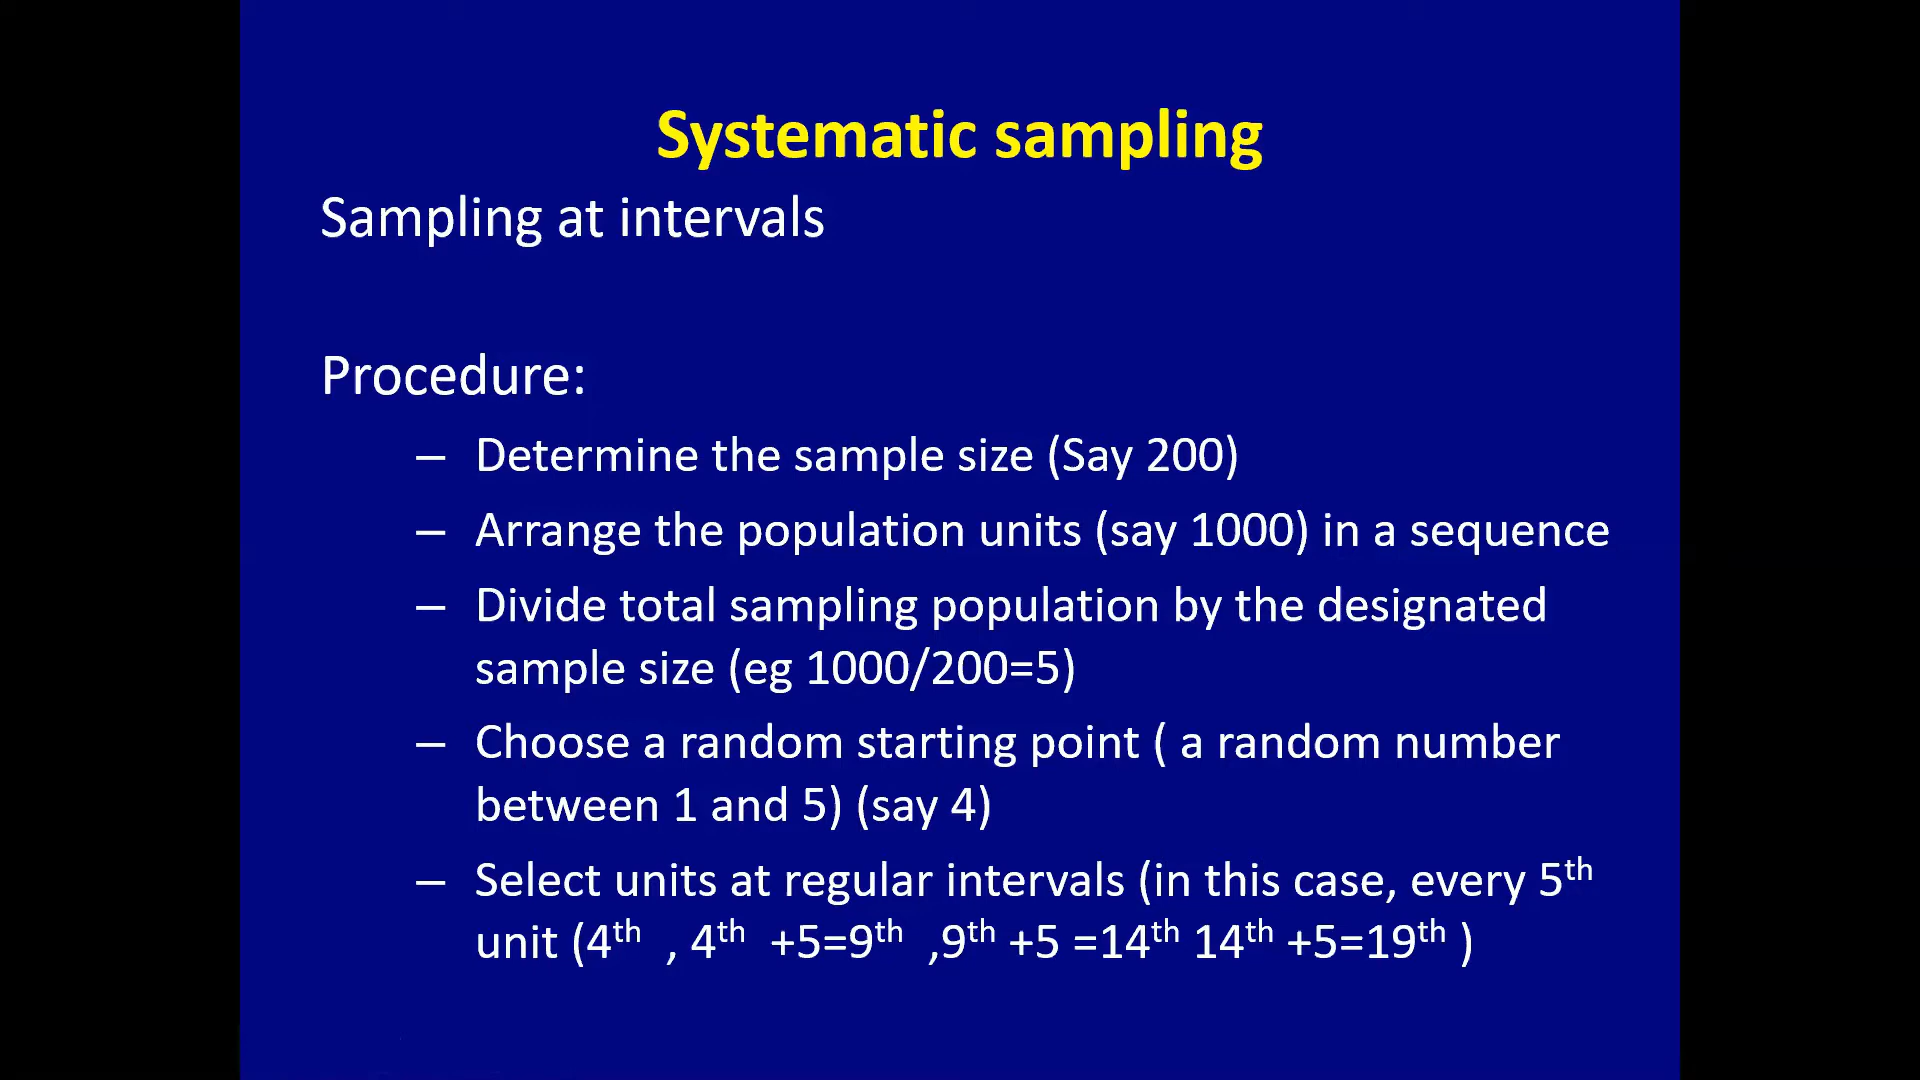 Systematic sampling
Sampling at intervals
Procedure:
– Determine the sample size (Say 200)
– Arrange the population units (say 1000) in a sequence
– Divide total sampling population by the designated
sample size (eg 1000/200=5)
– Choose a random starting point ( a random number
between 1 and 5) (say 4)
– Select units at regular intervals (in this case, every 5th
unit (4th , 4th +5=9th ,9th +5 =14th 14th +5=19th )